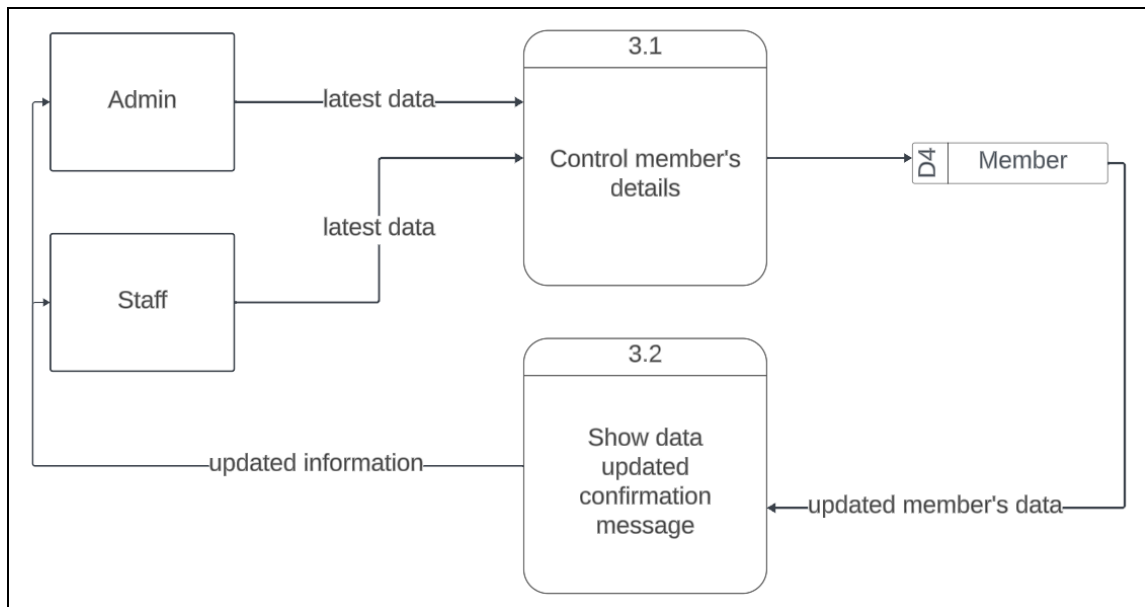 3.1
Admin
latest data
Control member's
details
D4
Member
latest data
Staff
3.2
Show data
updated
confirmation
message
updated information
updated member's data